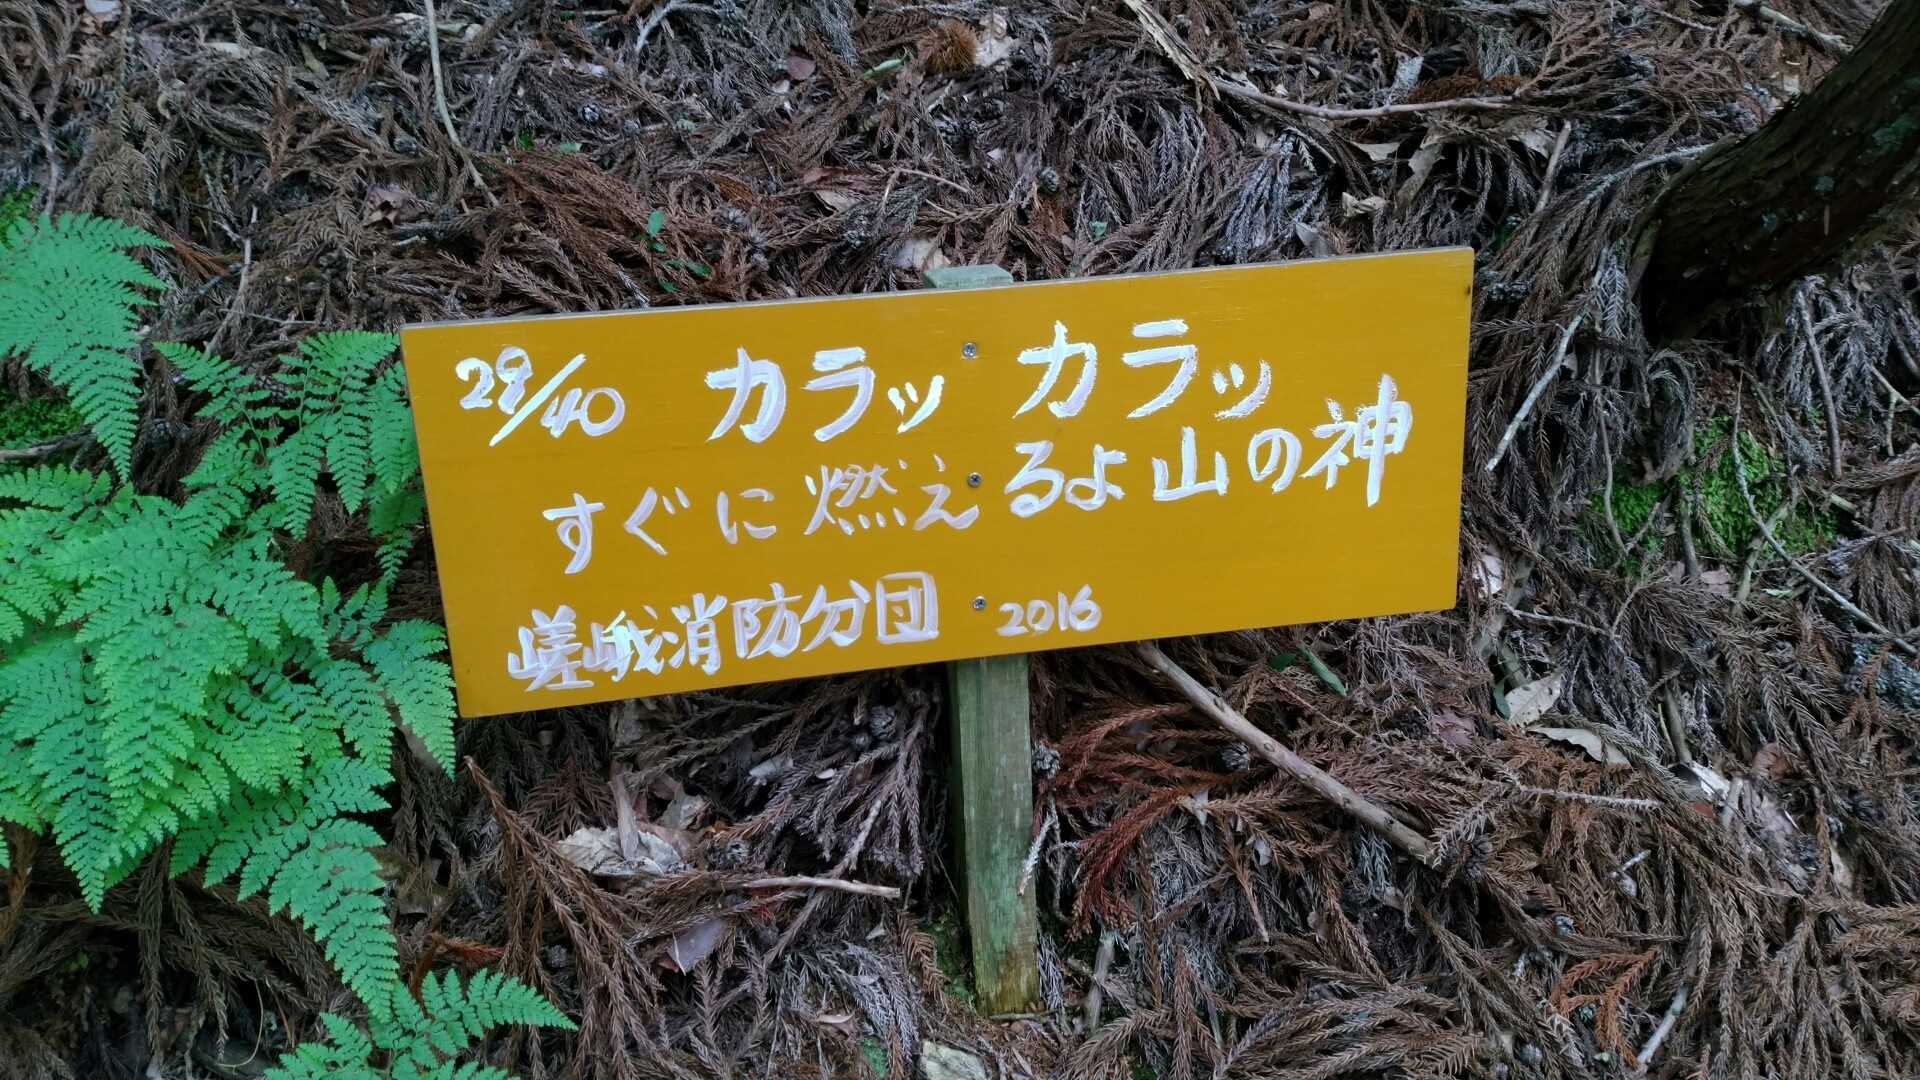 29/40 カラッ カラッ
すぐに燃えるよ山の神
嵯峨消防分団 2016